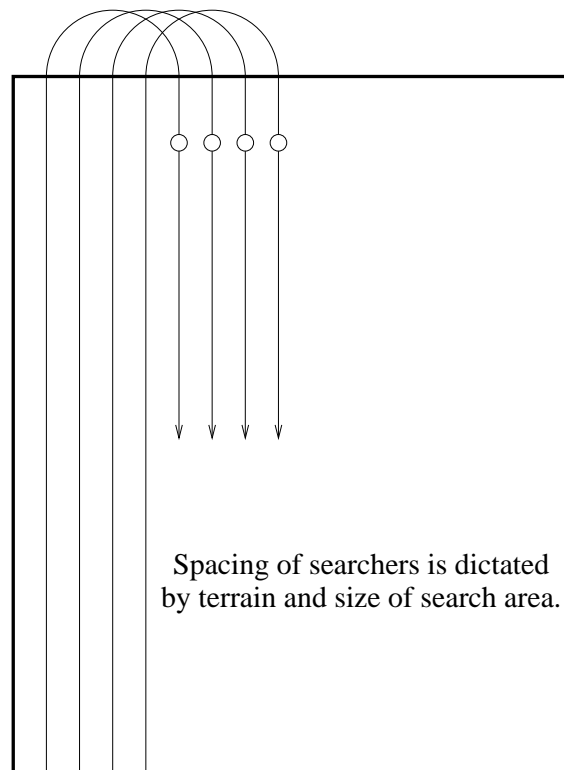 Spacing of searchers is dictated
by terrain and size of search area.